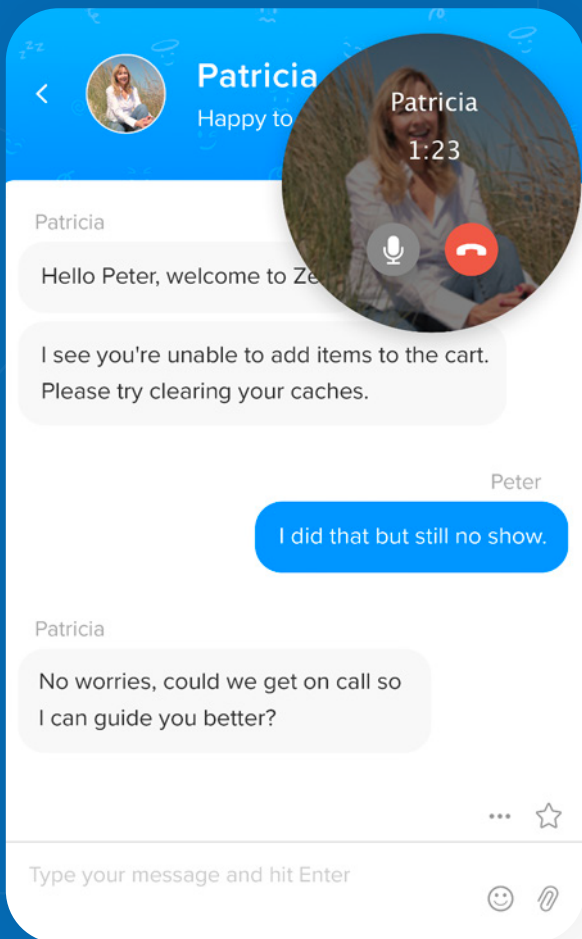 Patricia
Happy to
Patricia
1:23
Patricia
Hello Peter, welcome to Ze
I see you're unable to add items to the cart.
Please try clearing your caches.
Peter
I did that but still no show.
Patricia
No worries, could we get on call so
I can guide you better?
Type your message and hit Enter